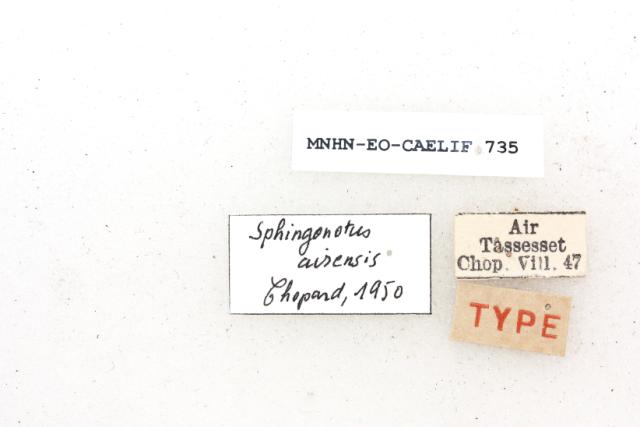 MNHN-EO-CAELIF 735
Sphingonotus
airensis
Chopard, 1950
Air
Tâssesset
Chop. Vill. 47
TYPE